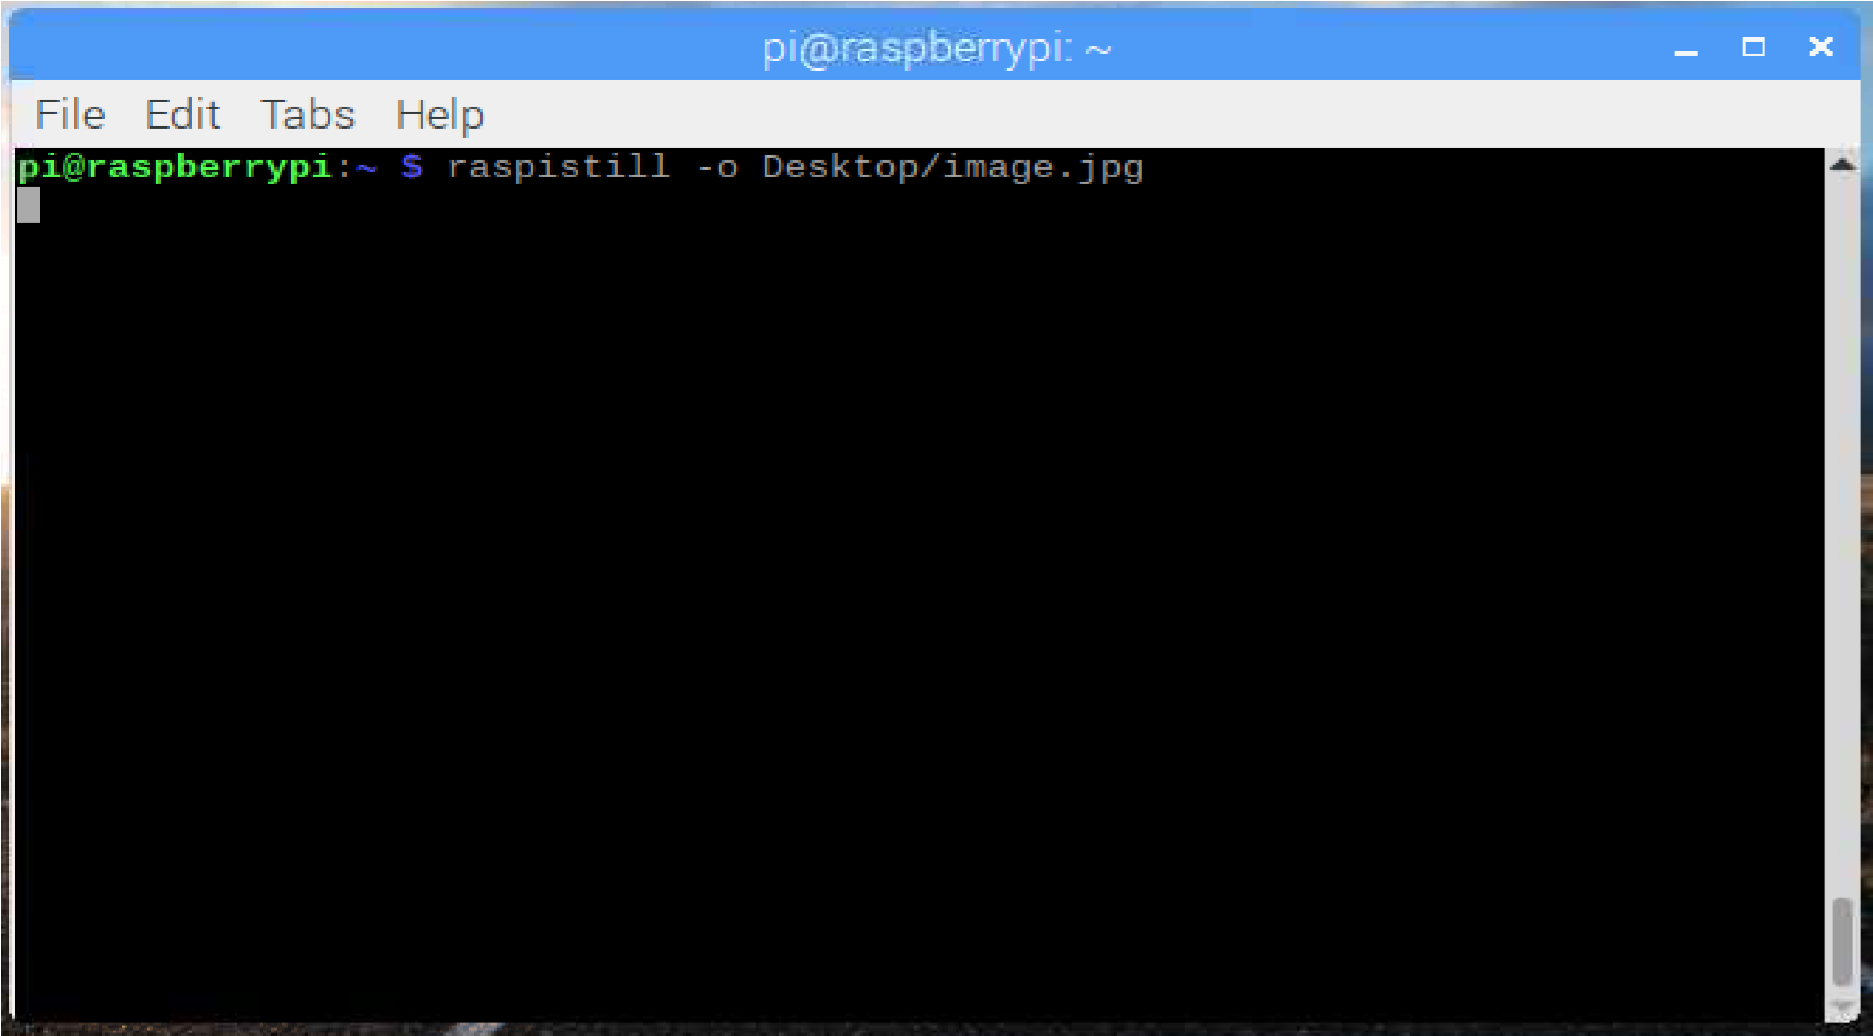 pi@raspberrypi: ~
File Edit Tabs Help
pi@raspberrypi:~ $ raspistill -o Desktop/image.jpg